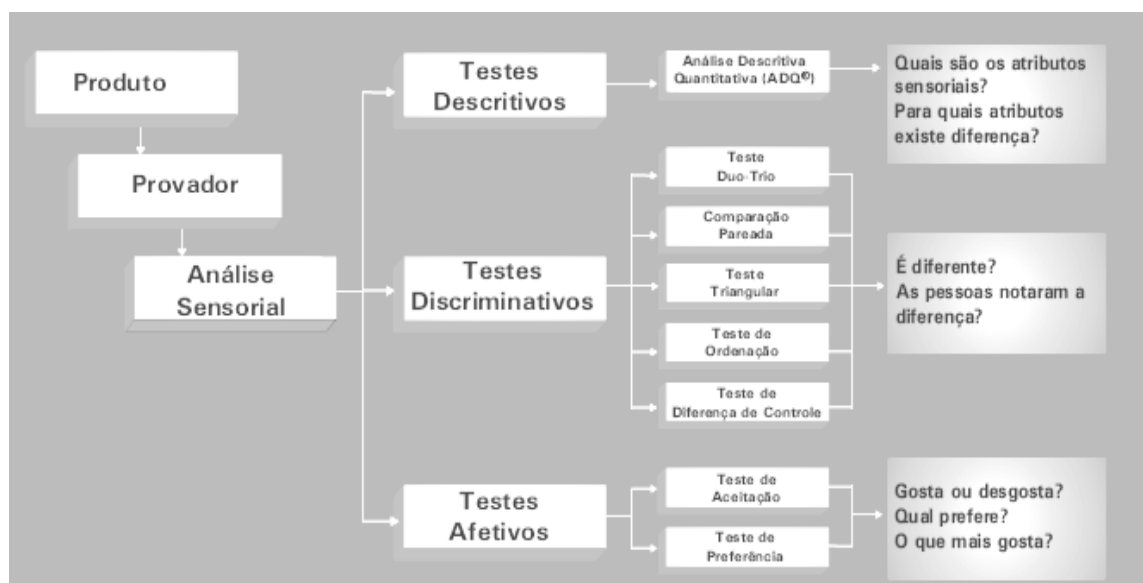 Produto
Provador
Análise
Sensorial
Testes
Descritivos
Análise Descritiva
Quantitativa (ADQ©)
Quais são os atributos
sensoriais?
Para quais atributos
existe diferença?
Testes
Discriminativos
Teste
Duo-Trio
Comparação
Pareada
Teste
Triangular
Teste de
Ordenação
Teste de
Diferença de Controle
É diferente?
As pessoas notaram a
diferença?
Testes
Afetivos
Teste de
Aceitação
Teste de
Preferência
Gosta ou desgosta?
Qual prefere?
O que mais gosta?